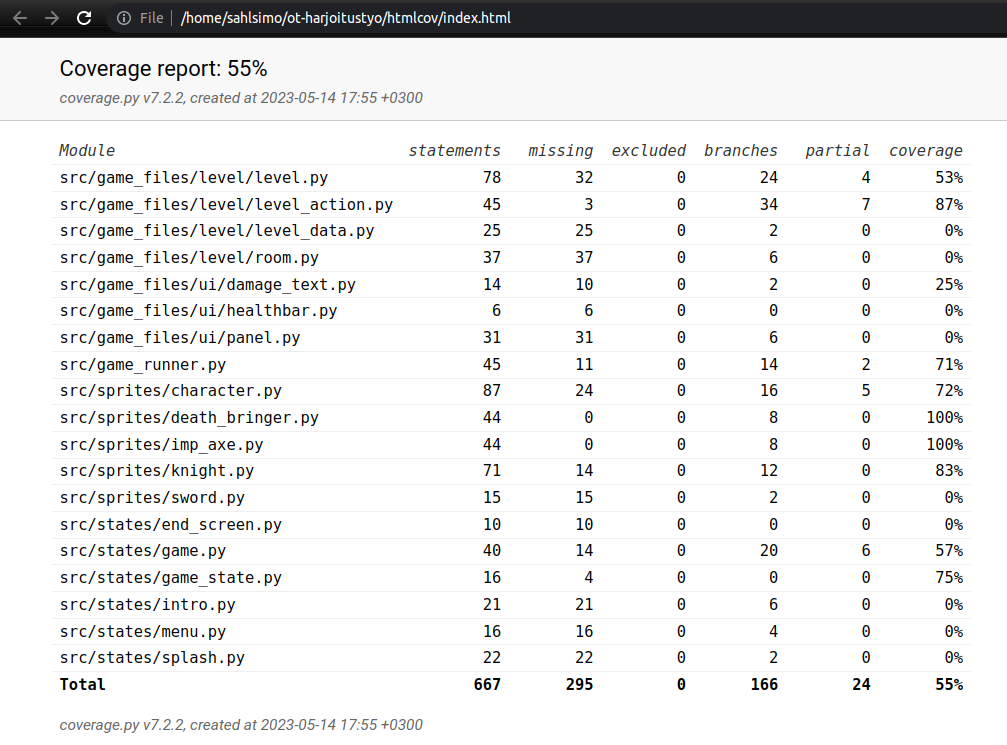 File /home/sahlsimo/ot-harjoitustyo/htmlcov/index.html
Coverage report: 55%
coverage.py v7.2.2, created at 2023-05-14 17:55 +0300
Module statements missing excluded branches partial coverage
src/game_files/level/level.py 78 32 0 24 4 53%
src/game_files/level/level_action.py 45 3 0 34 7 87%
src/game_files/level/level_data.py 25 25 0 2 0 0%
src/game_files/level/room.py 37 37 0 6 0 0%
src/game_files/ui/damage_text.py 14 10 0 2 0 25%
src/game_files/ui/healthbar.py 6 6 0 0 0 0%
src/game_files/ui/panel.py 31 31 0 6 0 0%
src/game_runner.py 45 11 0 14 2 71%
src/sprites/character.py 87 24 0 16 5 72%
src/sprites/death_bringer.py 44 0 0 8 0 100%
src/sprites/imp_axe.py 44 0 0 8 0 100%
src/sprites/knight.py 71 14 0 12 0 83%
src/sprites/sword.py 15 15 0 2 0 0%
src/states/end_screen.py 10 10 0 0 0 0%
src/states/game.py 40 14 0 20 6 57%
src/states/game_state.py 16 4 0 0 0 75%
src/states/intro.py 21 21 0 6 0 0%
src/states/menu.py 16 16 0 4 0 0%
src/states/splash.py 22 22 0 2 0 0%
Total 667 295 0 166 24 55%
coverage.py v7.2.2, created at 2023-05-14 17:55 +0300